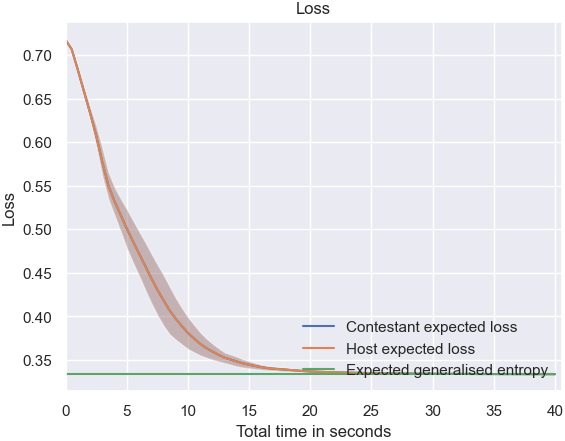 Loss
0.70
0.65
0.60
0.55
0.50
0.45
0.40
0.35
Loss
Contestant expected loss
Host expected loss
Expected generalised entropy
0 5 10 15 20 25 30 35 40
Total time in seconds